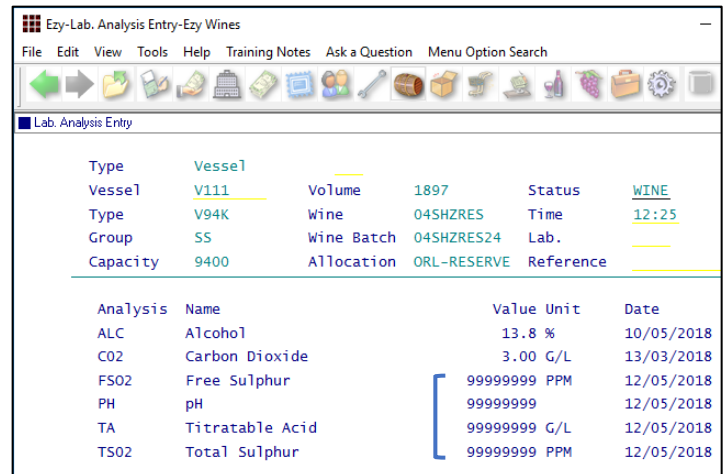 Ezy-Lab. Analysis Entry-Ezy Wines
File Edit View Tools Help Training Notes Ask a Question Menu Option Search
Lab. Analysis Entry
Type Vessel
Vessel V111 Volume 1897 Status WINE
Type V94K Wine 04SHZRES Time 12:25
Group SS Wine Batch 04SHZRES24 Lab.
Capacity 9400 Allocation ORL-RESERVE Reference
Analysis Name Value Unit Date
ALC Alcohol 13.8 % 10/05/2018
CO2 Carbon Dioxide 3.00 G/L 13/03/2018
FSO2 Free Sulphur 99999999 PPM 12/05/2018
PH pH 99999999 12/05/2018
TA Titratable Acid 99999999 G/L 12/05/2018
TSO2 Total Sulphur 99999999 PPM 12/05/2018